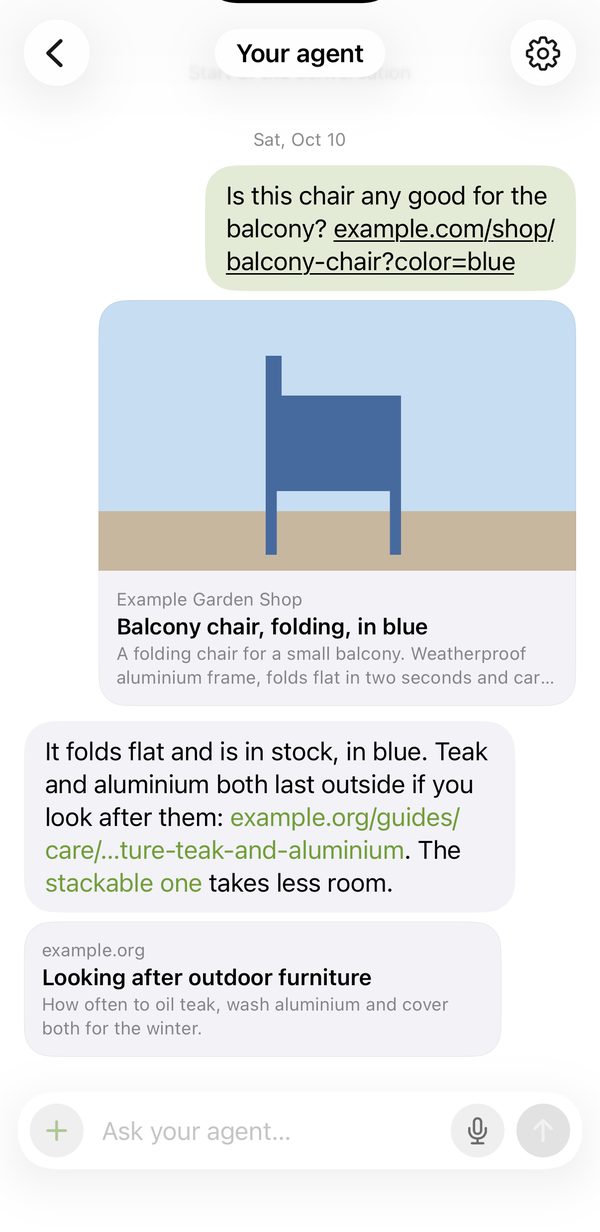 Your agent
Sat, Oct 10
Is this chair any good for the
balcony? example.com/shop/
balcony-chair?color=blue
Example Garden Shop
Balcony chair, folding, in blue
A folding chair for a small balcony. Weatherproof
aluminium frame, folds flat in two seconds and car...
It folds flat and is in stock, in blue. Teak
and aluminium both last outside if you
look after them: example.org/guides/
care/...ture-teak-and-aluminium. The
stackable one takes less room.
example.org
Looking after outdoor furniture
How often to oil teak, wash aluminium and cover
both for the winter.
Ask your agent...